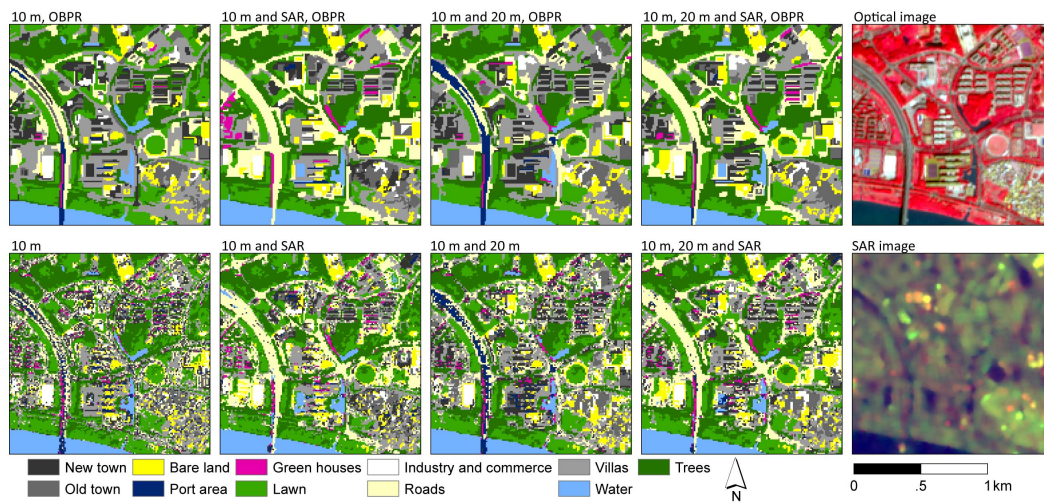 10 m, OBPR
10 m and SAR, OBPR
10 m and 20 m, OBPR
10 m, 20 m and SAR, OBPR
Optical image
10 m
10 m and SAR
10 m and 20 m
10 m, 20 m and SAR
SAR image
New town
Bare land
Green houses
Industry and commerce
Villas
Trees
Old town
Port area
Lawn
Roads
Water
N
0
.5
1 km